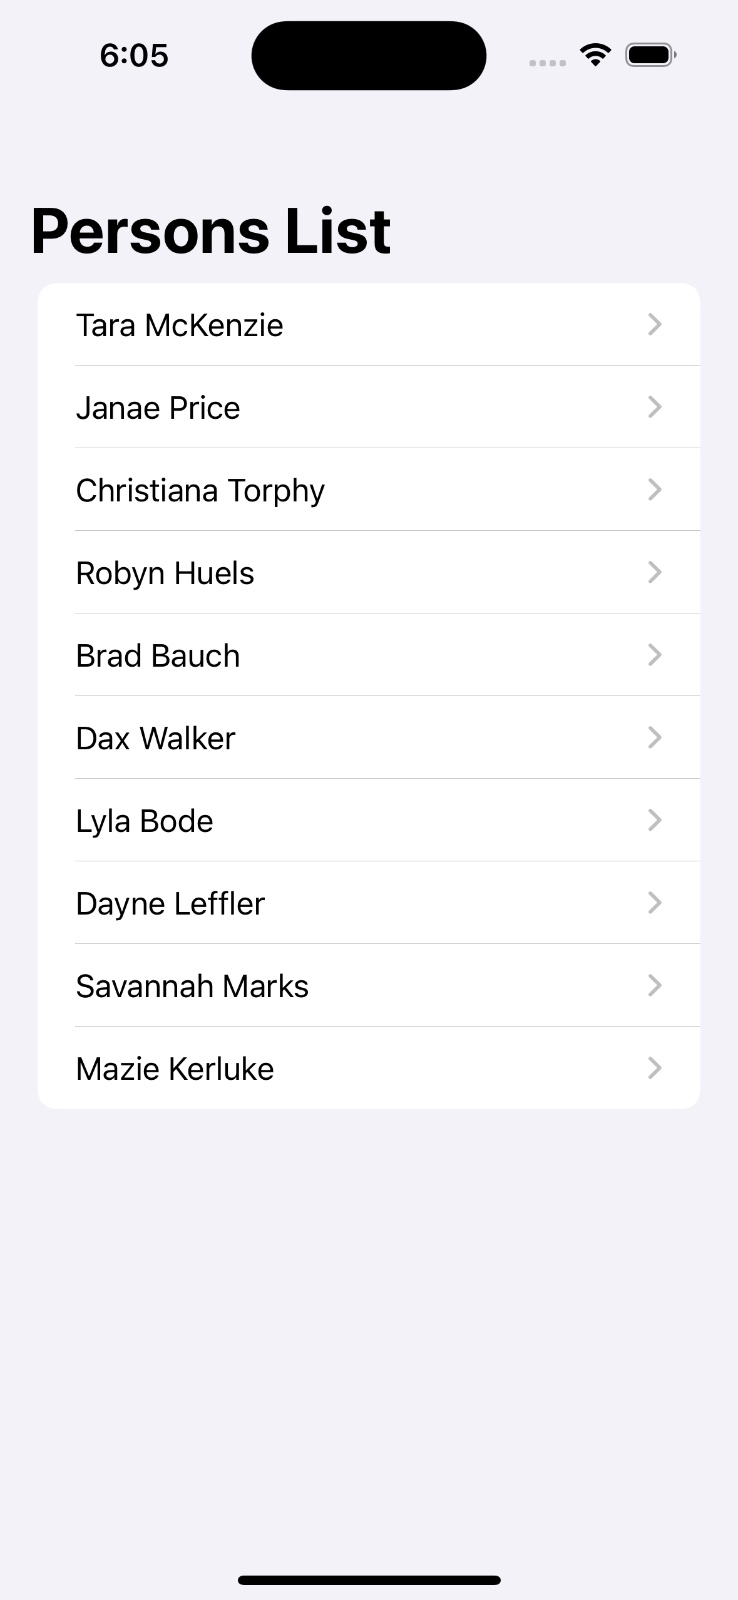 6:05
Persons List
Tara McKenzie
Janae Price
Christiana Torphy
Robyn Huels
Brad Bauch
Dax Walker
Lyla Bode
Dayne Leffler
Savannah Marks
Mazie Kerluke